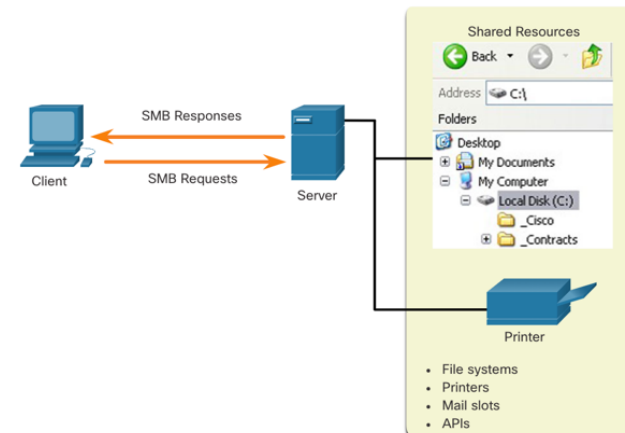 Shared Resources
Back
Address C:\
Folders
Desktop
My Documents
My Computer
Local Disk (C:)
_Cisco
_Contracts
SMB Responses
SMB Requests
Client
Server
Printer
• File systems
• Printers
• Mail slots
• APIs